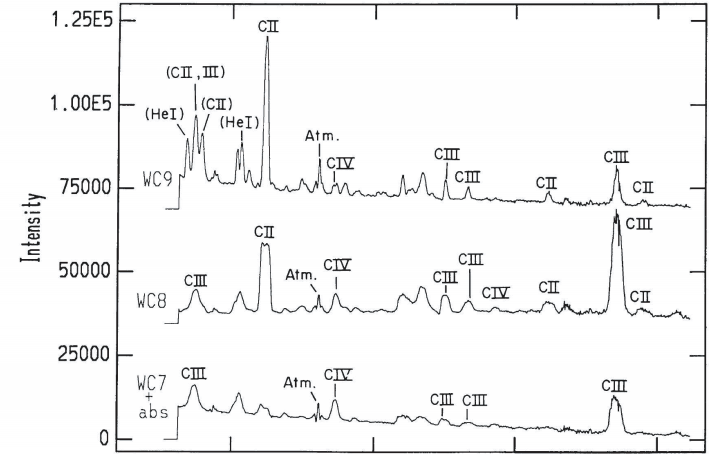 1.25E5
CII
(CII,III)
1.00E5
(HeI)
(CII)
(HeI)
Atm.
CIV
CIII
CIII
CIII
75000
WC9
CII
CII
Intensity
CII
CIII
50000
CIII
Atm.
CIV
CIII
CIII
CIV
CII
CII
WC8
25000
CIII
Atm.
CIV
CIII
CIII
CIII
WC7
+
abs
0